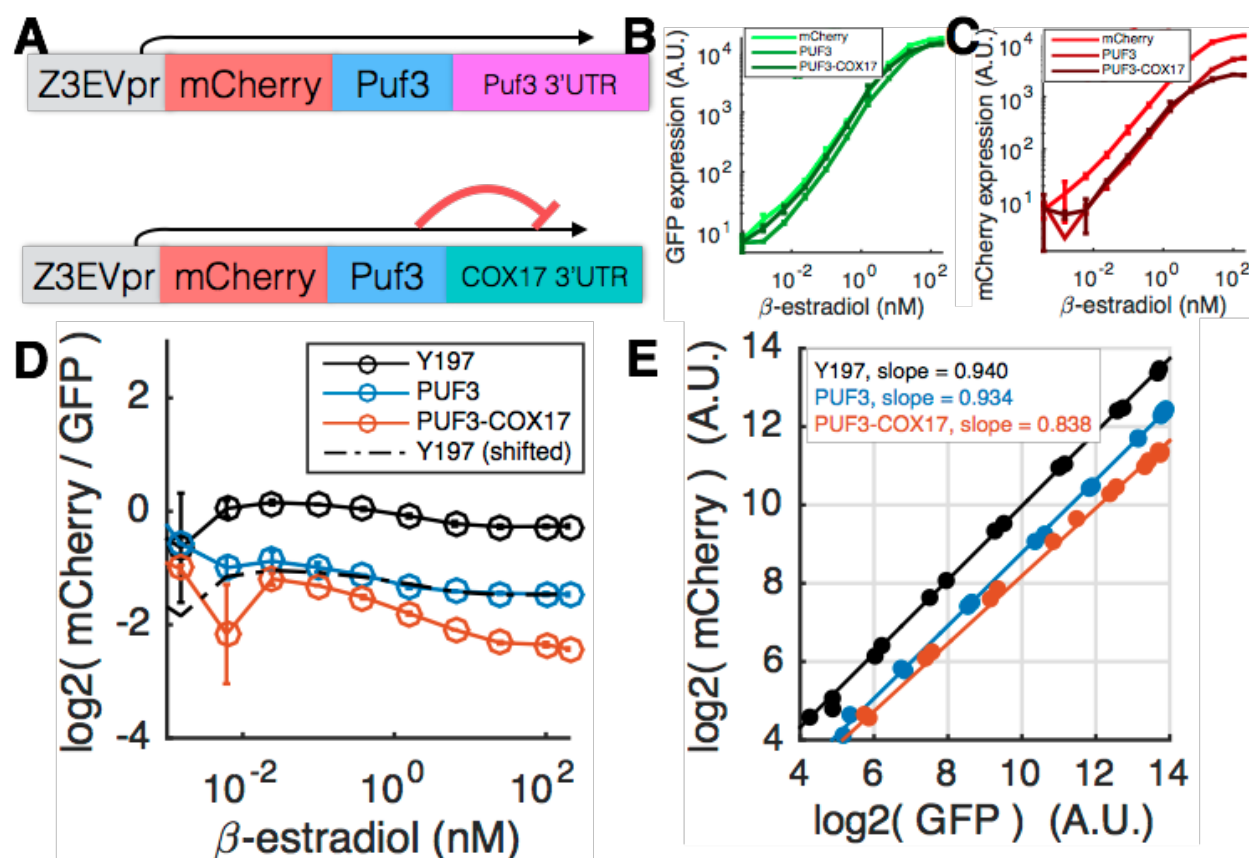 A
Z3EVpr mCherry Puf3 Puf3 3'UTR
Z3EVpr mCherry Puf3 COX17 3'UTR
B
mCherry
PUF3
PUF3-COX17
GFP expression (A.U.)
10^4
10^3
10^2
10^1
10^-2 10^0 10^2
β-estradiol (nM)
C
mCherry
PUF3
PUF3-COX17
mCherry expression (A.U.)
10^4
10^3
10^2
10^1
10^-2 10^0 10^2
β-estradiol (nM)
D
Y197
PUF3
PUF3-COX17
Y197 (shifted)
log2( mCherry / GFP )
2
0
-2
-4
10^-2 10^0 10^2
β-estradiol (nM)
E
Y197, slope = 0.940
PUF3, slope = 0.934
PUF3-COX17, slope = 0.838
log2( mCherry ) (A.U.)
14
12
10
8
6
4
4 6 8 10 12 14
log2( GFP ) (A.U.)